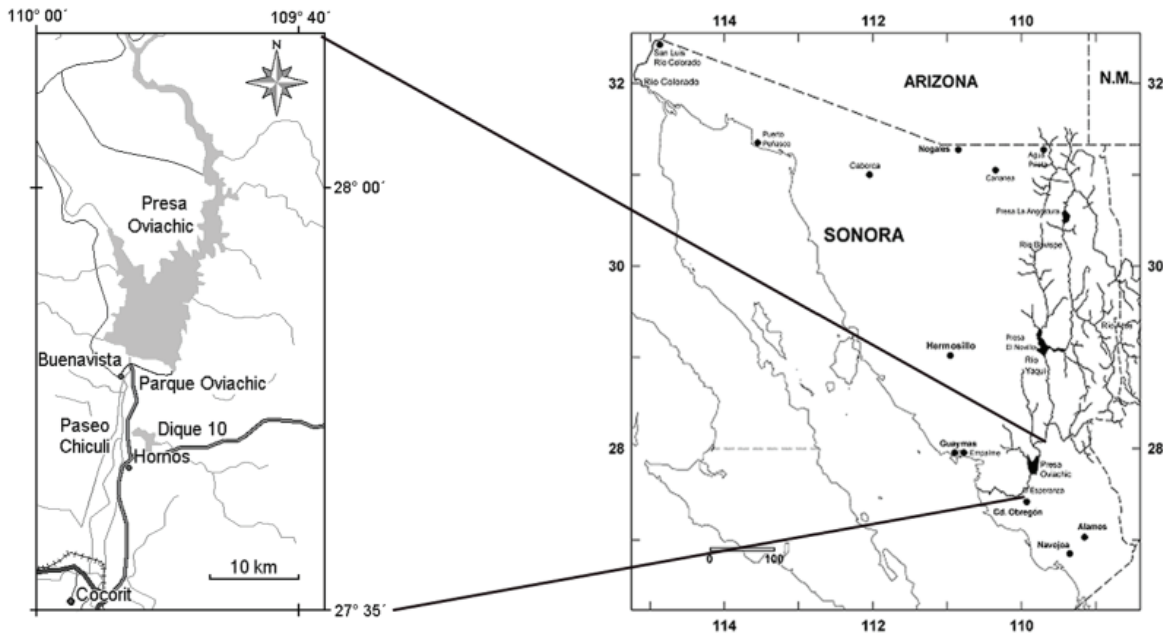 110° 00´
109° 40´
N
28° 00´
Presa
Oviachic
Buenavista
Parque Oviachic
Paseo
Chiculi
Dique 10
Hornos
10 km
Cocorit
27° 35´
114
112
110
32
30
28
San Luis
Rio Colorado
Rio Colorado
ARIZONA
N.M.
32
Puerto
Peñasco
Caborca
Nogales
Agua
Prieta
Cananea
Presa La Angostura
SONORA
Rio Bavispe
30
Hermosillo
Presa
El Novillo
Rio
Yaqui
Rio Aros
Guaymas
Empalme
28
Presa
Oviachic
Esperanza
Cd. Obregón
Alamos
Navojoa
0
100
114
112
110